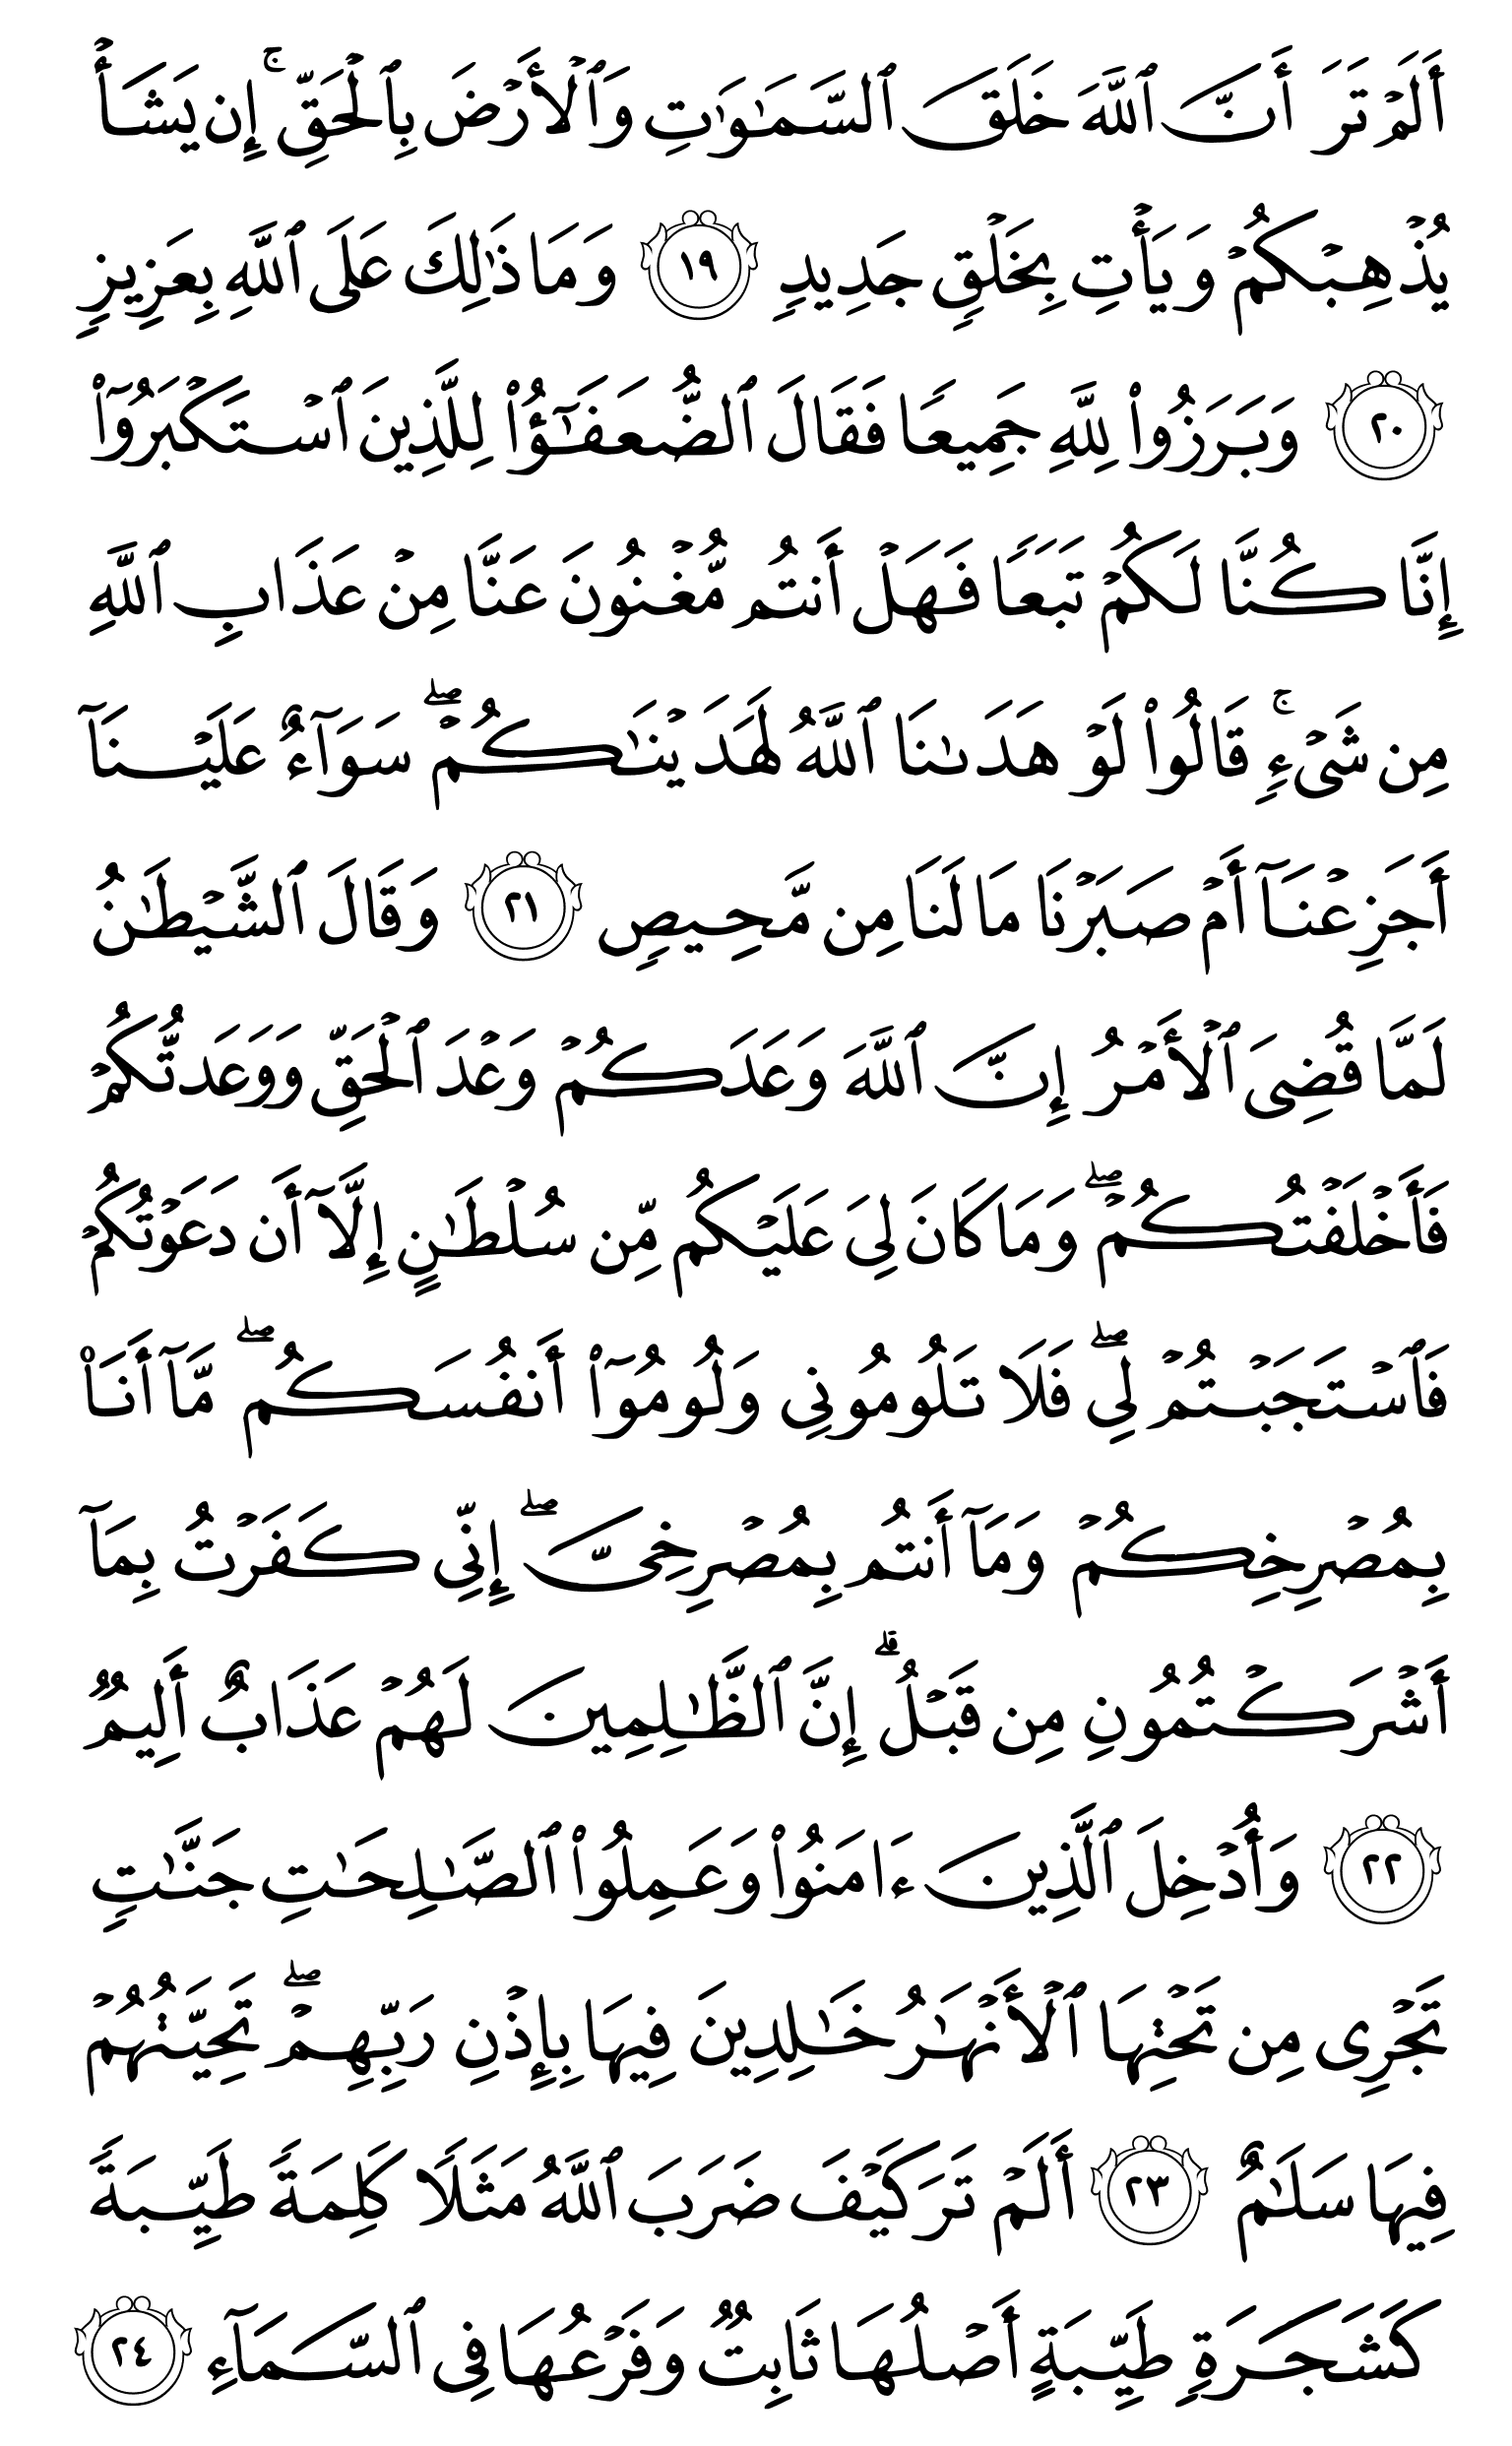 أَلَمۡ تَرَ أَنَّ ٱللَّهَ خَلَقَ ٱلسَّمَٰوَٰتِ وَٱلۡأَرۡضَ بِٱلۡحَقِّۚ إِن يَشَأۡ
يُذۡهِبۡكُمۡ وَيَأۡتِ بِخَلۡقٖ جَدِيدٖ ١٩ وَمَا ذَٰلِكَ عَلَى ٱللَّهِ بِعَزِيزٖ
٢٠ وَبَرَزُواْ لِلَّهِ جَمِيعٗا فَقَالَ ٱلضُّعَفَٰٓؤُاْ لِلَّذِينَ ٱسۡتَكۡبَرُوٓاْ
إِنَّا كُنَّا لَكُمۡ تَبَعٗا فَهَلۡ أَنتُم مُّغۡنُونَ عَنَّا مِنۡ عَذَابِ ٱللَّهِ
مِن شَيۡءٖۚ قَالُواْ لَوۡ هَدَىٰنَا ٱللَّهُ لَهَدَيۡنَٰكُمۡۖ سَوَآءٌ عَلَيۡنَآ
أَجَزِعۡنَآ أَمۡ صَبَرۡنَا مَا لَنَا مِن مَّحِيصٖ ٢١ وَقَالَ ٱلشَّيۡطَٰنُ
لَمَّا قُضِيَ ٱلۡأَمۡرُ إِنَّ ٱللَّهَ وَعَدَكُمۡ وَعۡدَ ٱلۡحَقِّ وَوَعَدتُّكُمۡ
فَأَخۡلَفۡتُكُمۡۖ وَمَا كَانَ لِيَ عَلَيۡكُم مِّن سُلۡطَٰنٍ إِلَّآ أَن دَعَوۡتُكُمۡ
فَٱسۡتَجَبۡتُمۡ لِيۖ فَلَا تَلُومُونِي وَلُومُوٓاْ أَنفُسَكُمۖ مَّآ أَنَا۠
بِمُصۡرِخِكُمۡ وَمَآ أَنتُم بِمُصۡرِخِيَّۖ إِنِّي كَفَرۡتُ بِمَآ
أَشۡرَكۡتُمُونِ مِن قَبۡلُۗ إِنَّ ٱلظَّٰلِمِينَ لَهُمۡ عَذَابٌ أَلِيمٞ
٢٢ وَأُدۡخِلَ ٱلَّذِينَ ءَامَنُواْ وَعَمِلُواْ ٱلصَّٰلِحَٰتِ جَنَّٰتٖ
تَجۡرِي مِن تَحۡتِهَا ٱلۡأَنۡهَٰرُ خَٰلِدِينَ فِيهَا بِإِذۡنِ رَبِّهِمۡۖ تَحِيَّتُهُمۡ
فِيهَا سَلَٰمٌ ٢٣ أَلَمۡ تَرَ كَيۡفَ ضَرَبَ ٱللَّهُ مَثَلٗا كَلِمَةٗ طَيِّبَةٗ
كَشَجَرَةٖ طَيِّبَةٍ أَصۡلُهَا ثَابِتٞ وَفَرۡعُهَا فِي ٱلسَّمَآءِ ٢٤